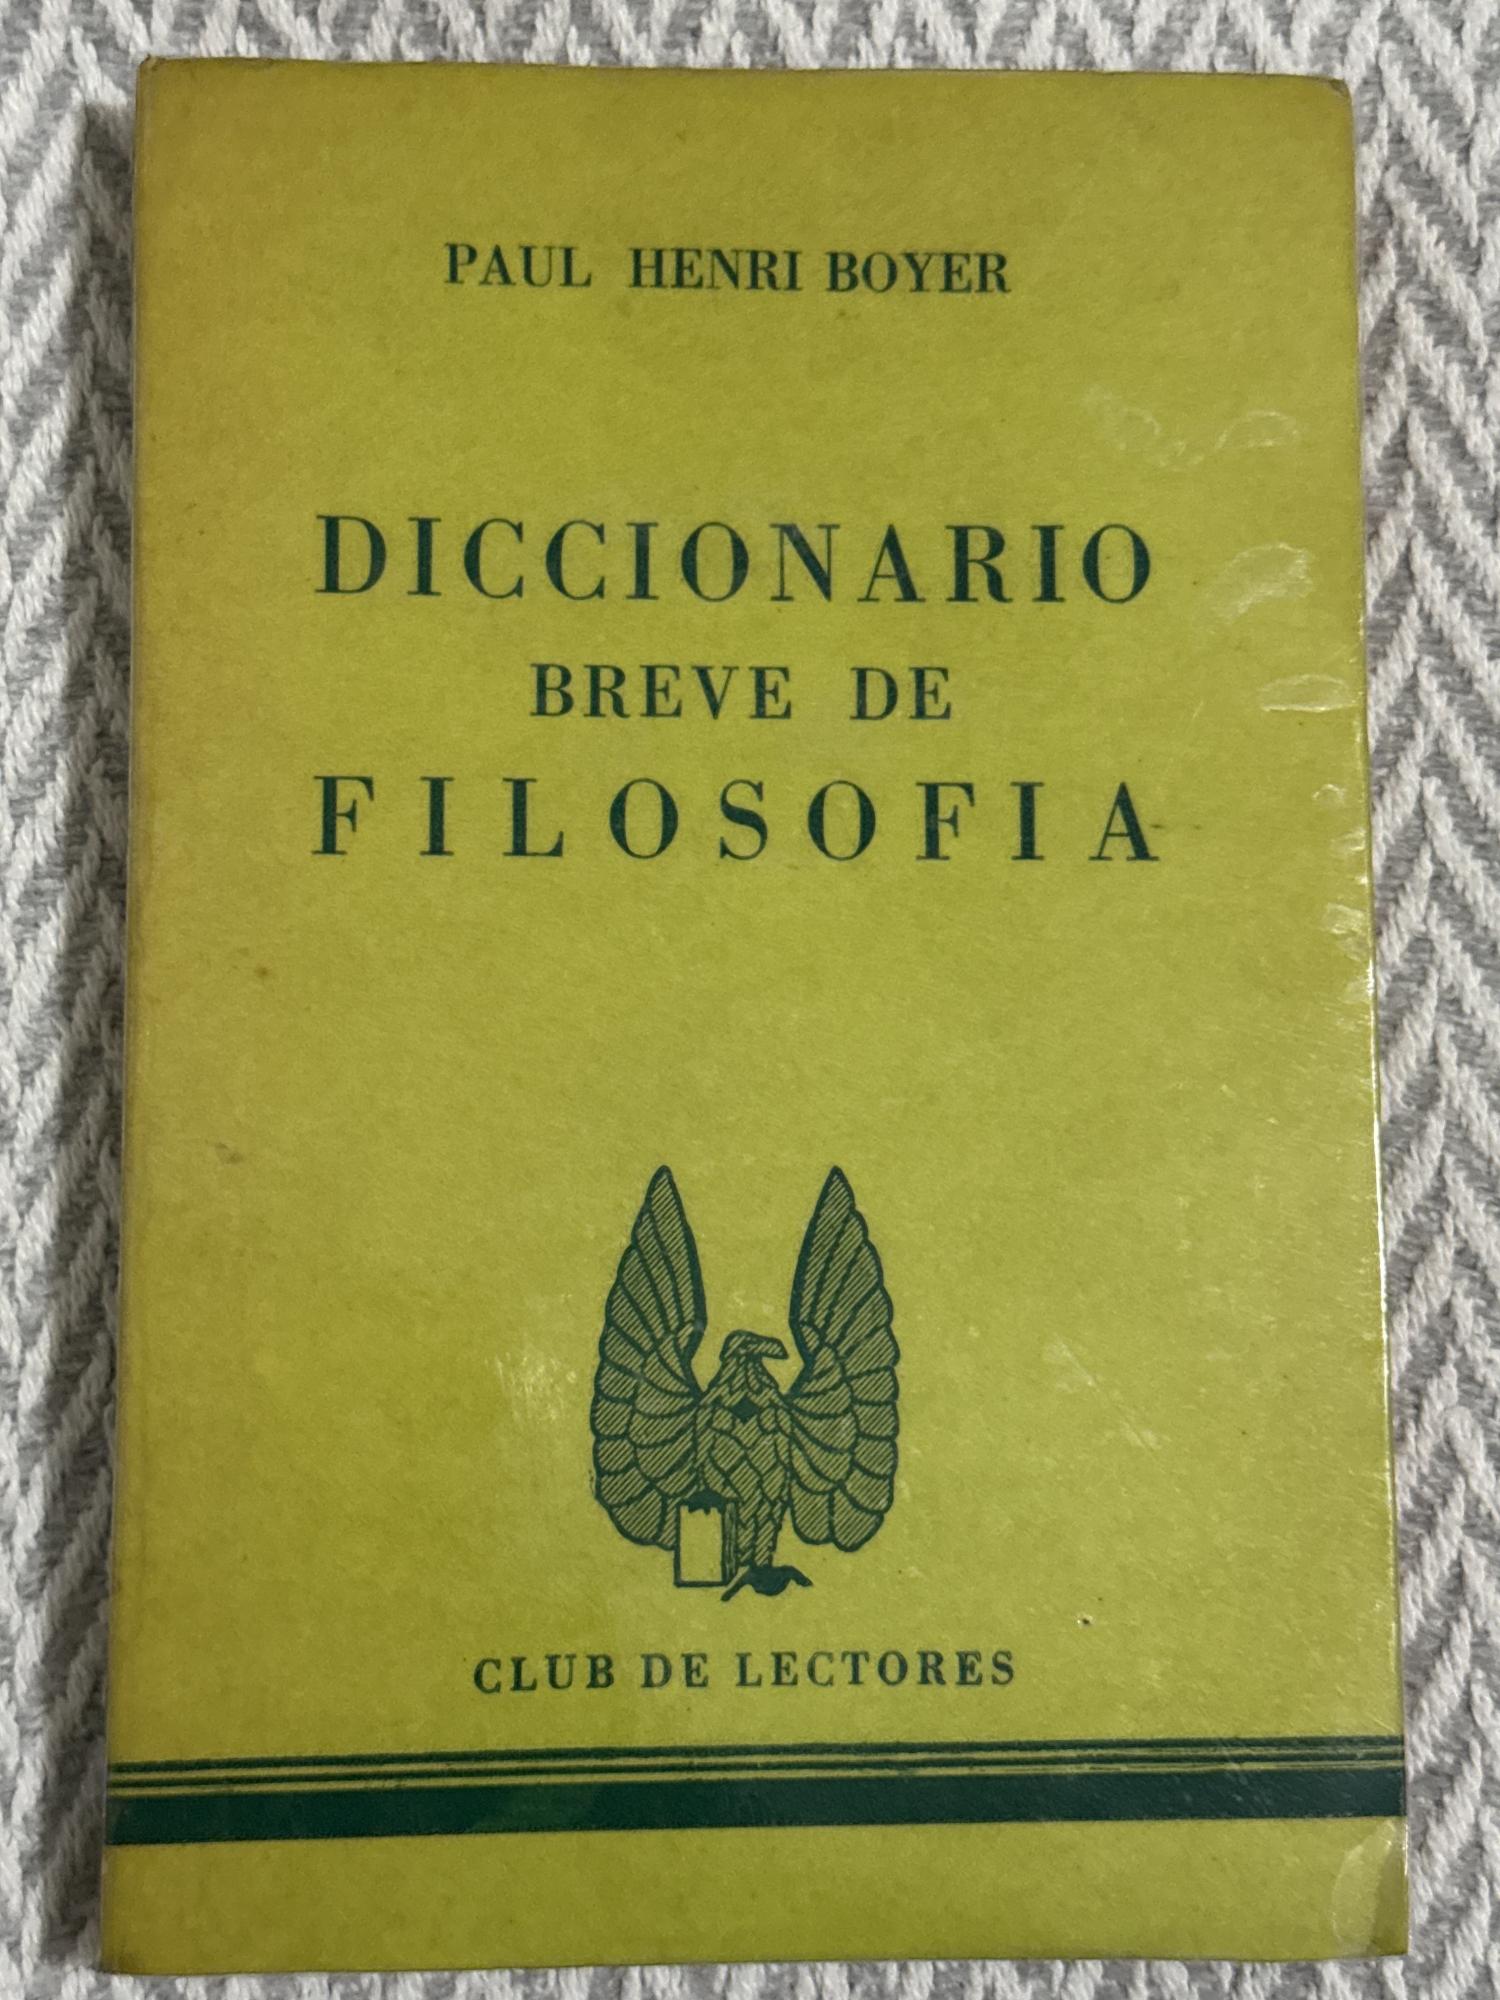 PAUL HENRI BOYER
DICCIONARIO
BREVE DE
FILOSOFIA
CLUB DE LECTORES